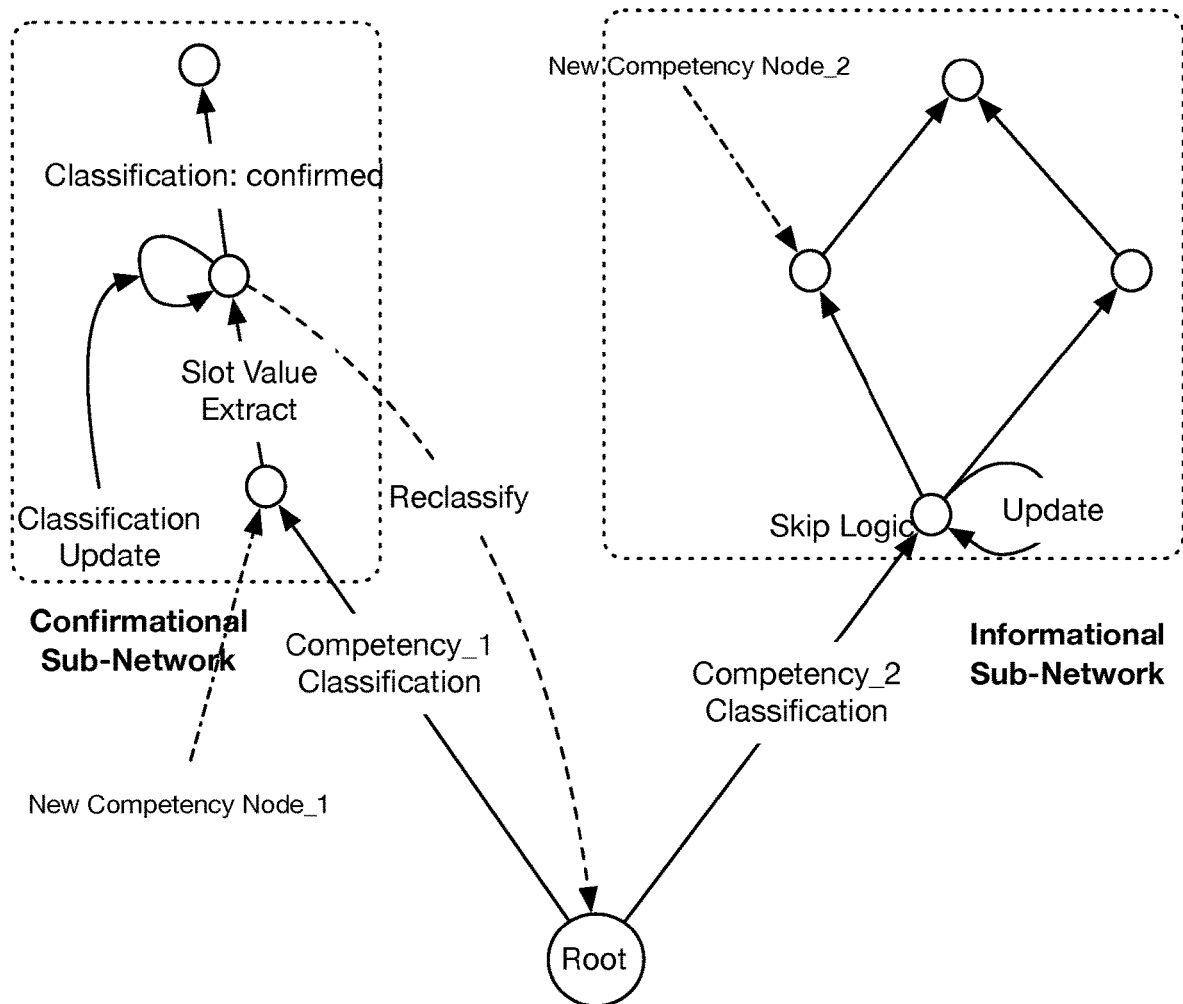 New Competency Node_2
Classification: confirmed
Slot Value
Extract
Classification
Update
Reclassify
Skip Logic
Update
Confirmational
Sub-Network
Informational
Sub-Network
Competency_1
Classification
Competency_2
Classification
New Competency Node_1
Root